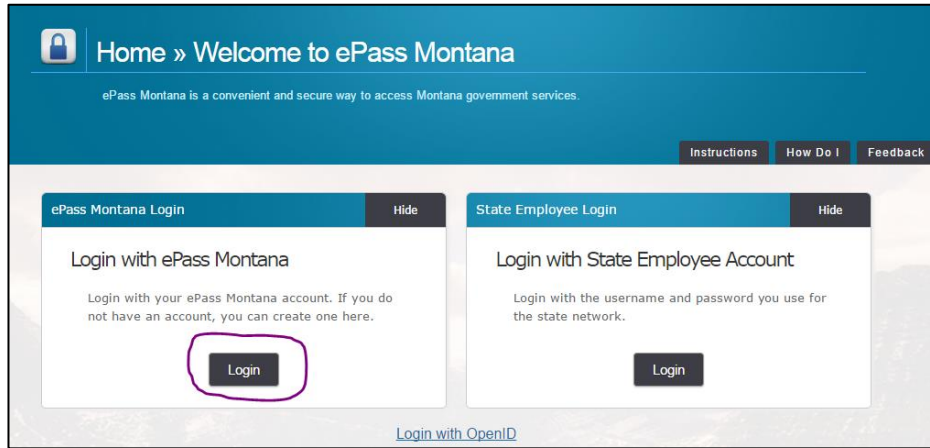 Home » Welcome to ePass Montana
ePass Montana is a convenient and secure way to access Montana government services.
Instructions How Do I Feedback
ePass Montana Login Hide
Login with ePass Montana
Login with your ePass Montana account. If you do
not have an account, you can create one here.
Login
State Employee Login Hide
Login with State Employee Account
Login with the username and password you use for
the state network.
Login
Login with OpenID